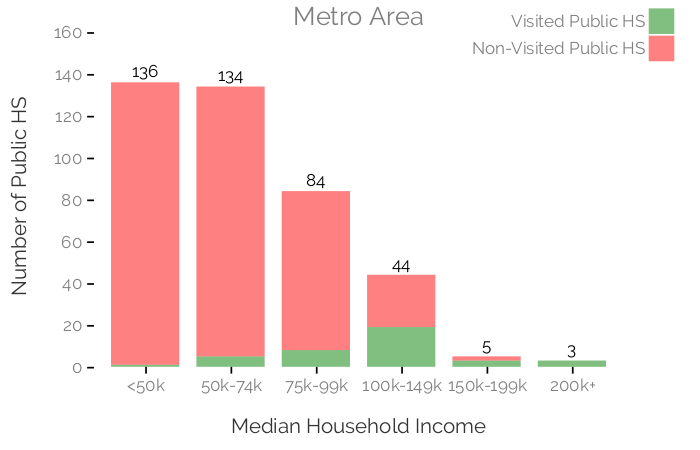 Metro Area
Visited Public HS
Non-Visited Public HS
Number of Public HS
160
140
120
100
80
60
40
20
0
136
134
84
44
5
3
<50k
50k-74k
75k-99k
100k-149k
150k-199k
200k+
Median Household Income